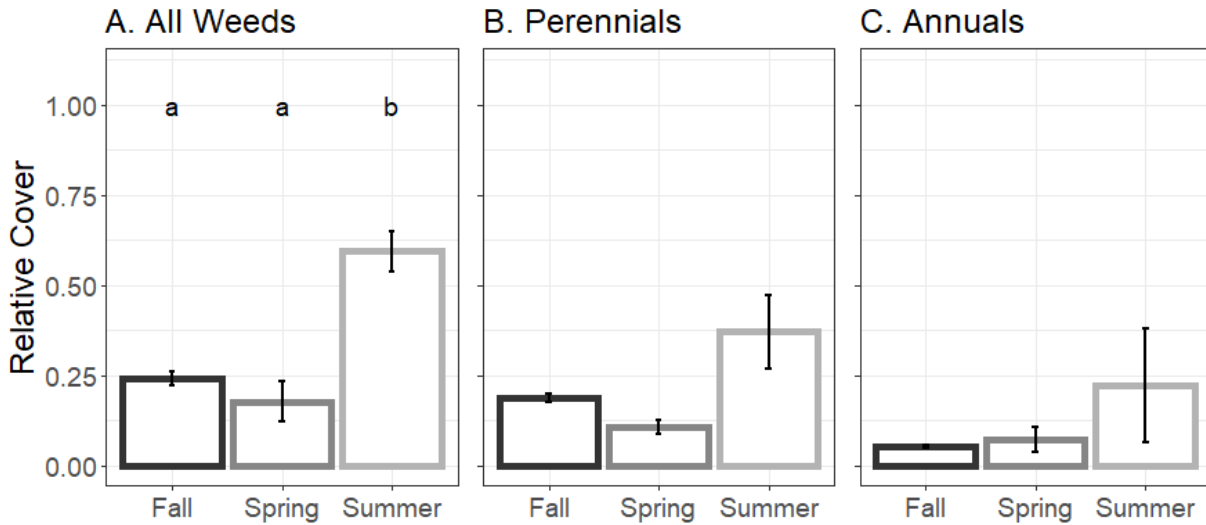 A. All Weeds
B. Perennials
C. Annuals
Relative Cover
1.00
0.75
0.50
0.25
0.00
a a b
Fall Spring Summer
Fall Spring Summer
Fall Spring Summer